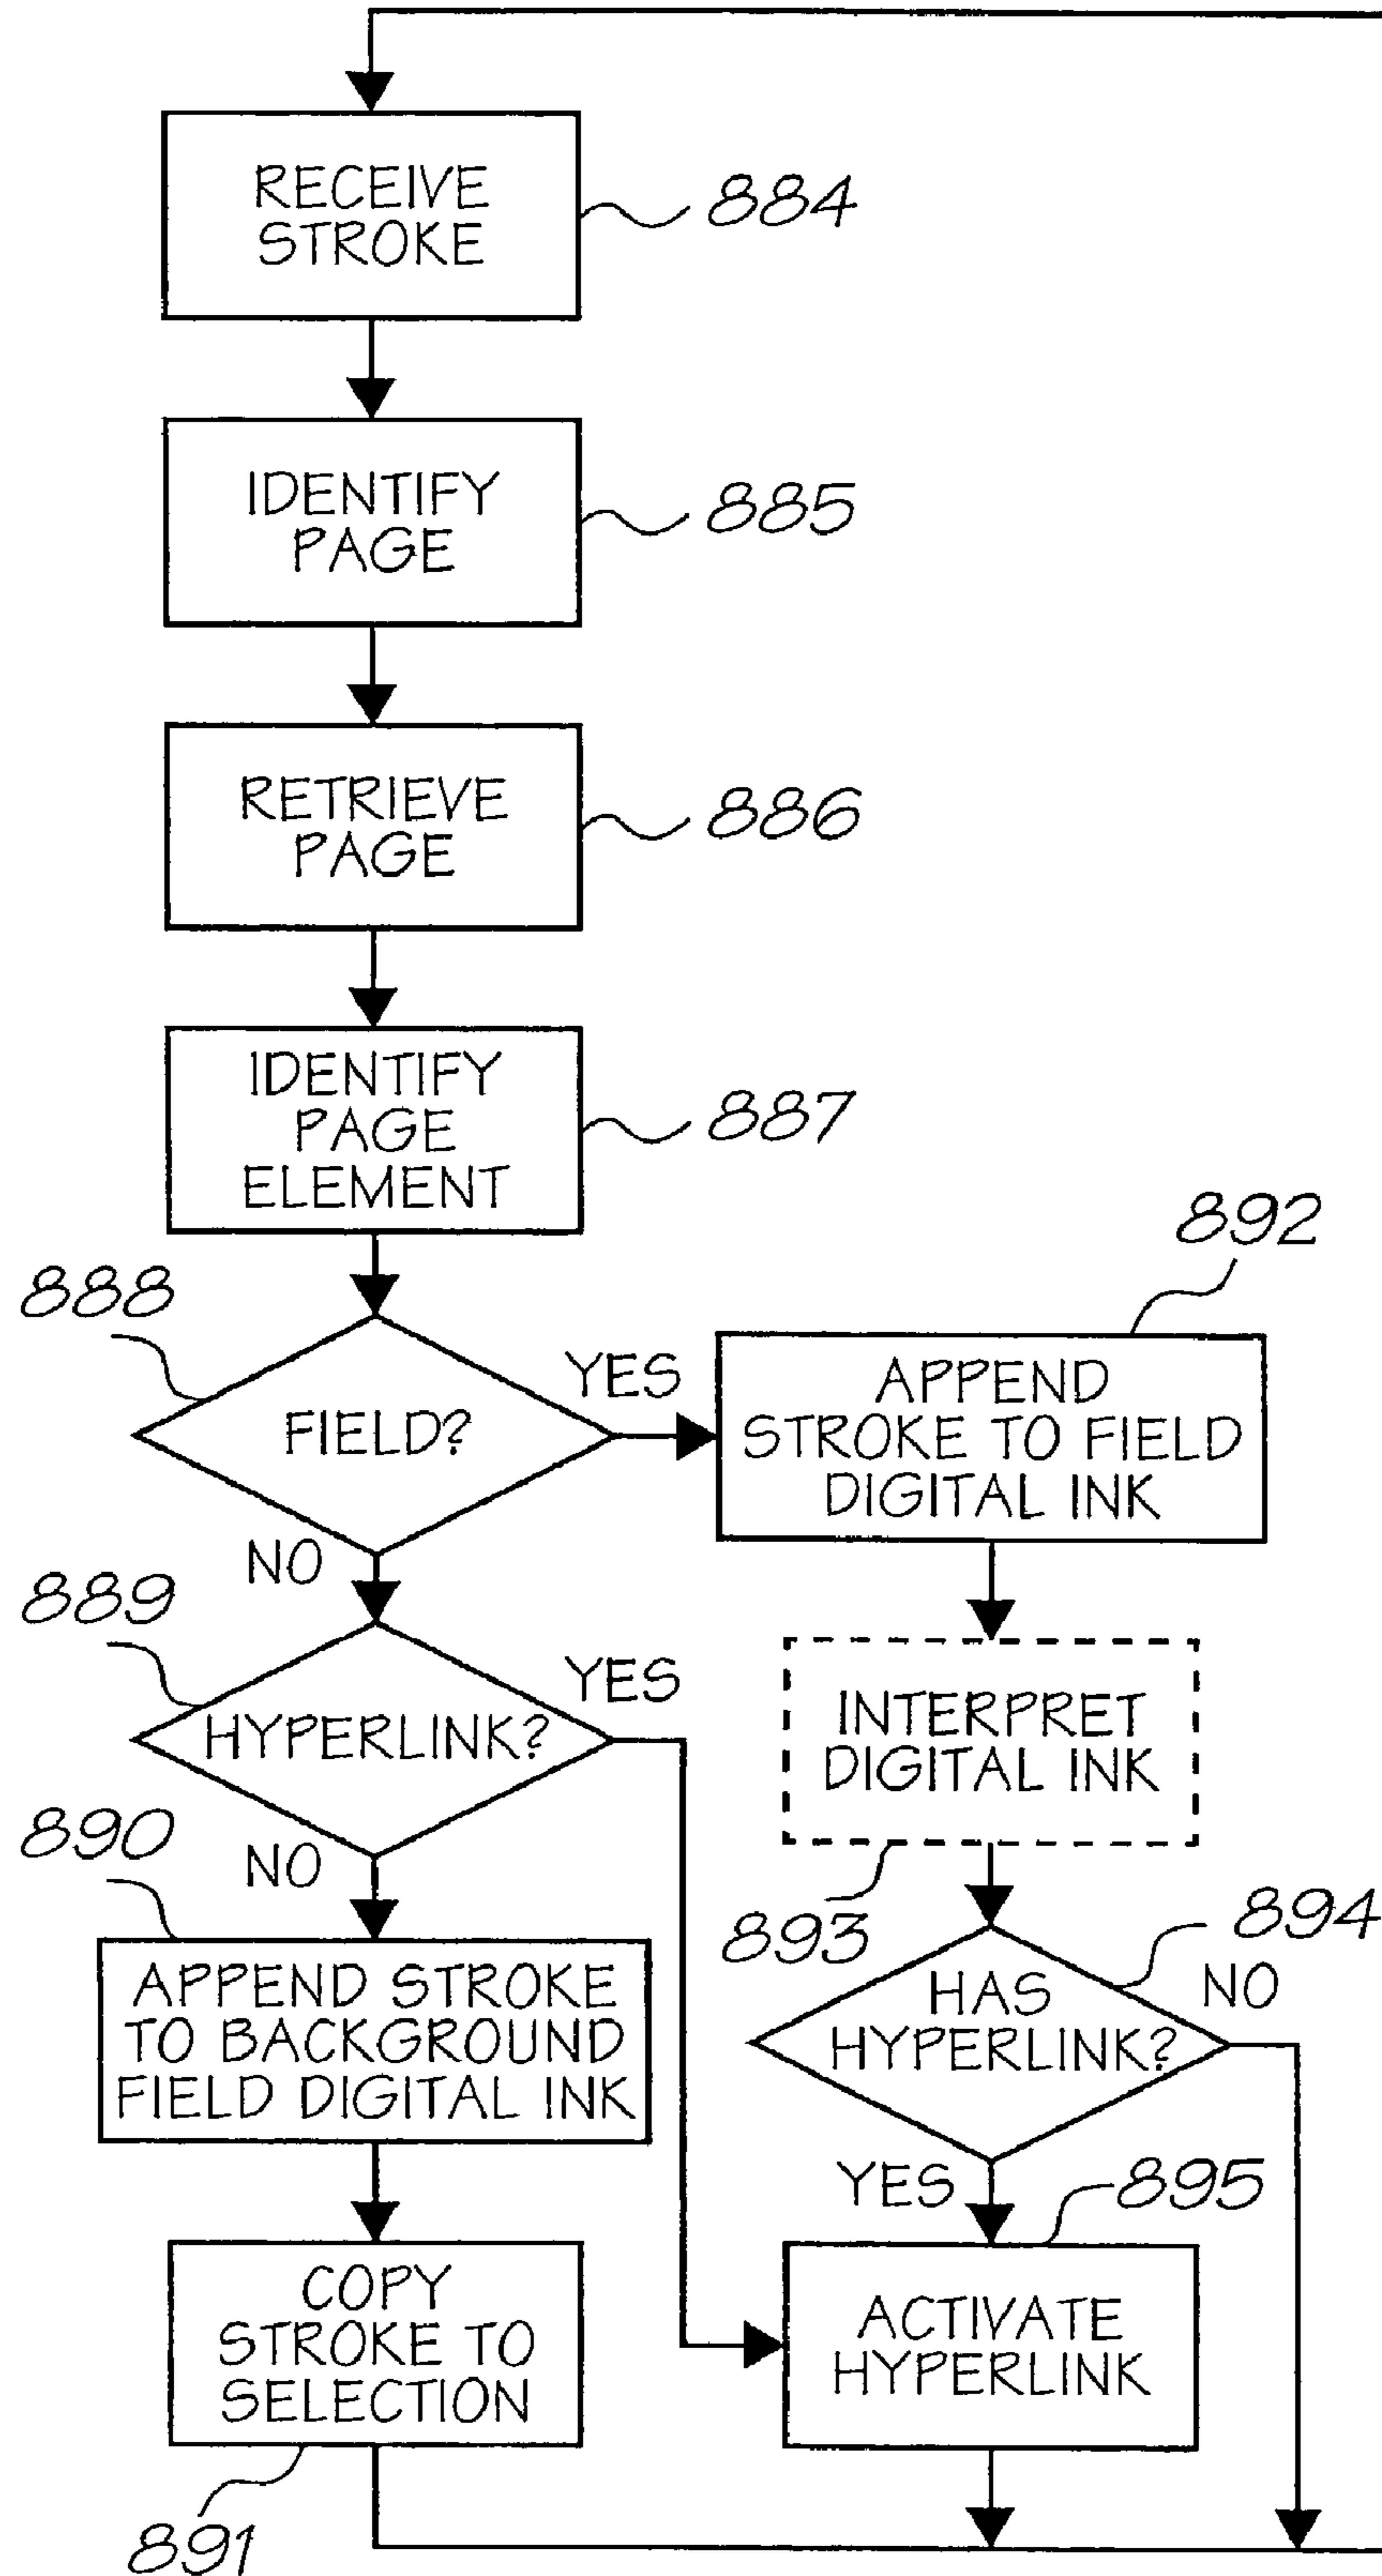 RECEIVE
STROKE
884
IDENTIFY
PAGE
885
RETRIEVE
PAGE
886
IDENTIFY
PAGE
ELEMENT
887
888
FIELD?
YES
NO
892
APPEND
STROKE TO FIELD
DIGITAL INK
889
HYPERLINK?
YES
NO
INTERPRET
DIGITAL INK
893
890
APPEND STROKE
TO BACKGROUND
FIELD DIGITAL INK
894
HAS
HYPERLINK?
NO
YES
895
COPY
STROKE TO
SELECTION
891
ACTIVATE
HYPERLINK